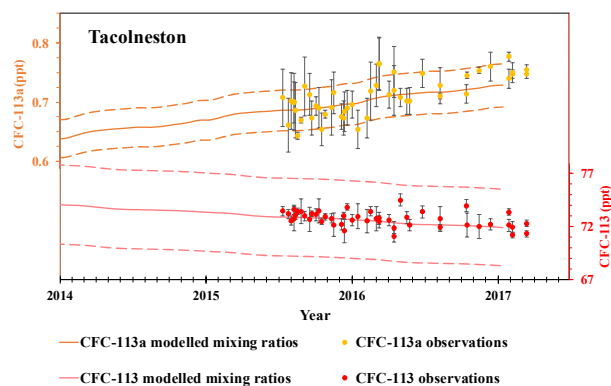 Tacolneston
CFC-113a (ppt)
0.8
0.7
0.6
77
72
67
CFC-113 (ppt)
2014
2015
2016
2017
Year
CFC-113a modelled mixing ratios
CFC-113a observations
CFC-113 modelled mixing ratios
CFC-113 observations